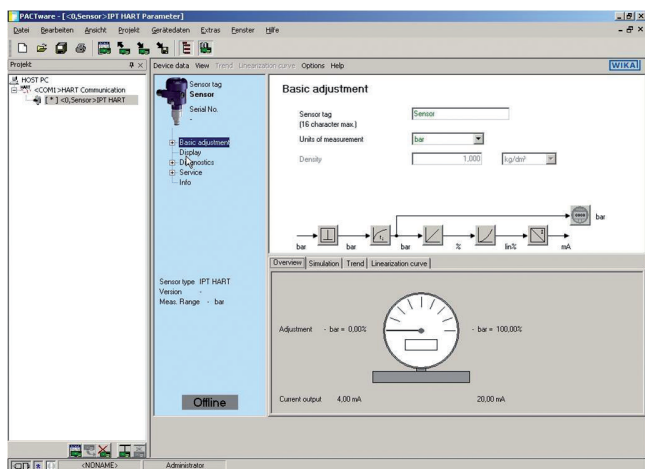 PACTware - [<0,Sensor>IPT HART Parameter]
Datei Bearbeiten Ansicht Projekt Gerätedaten Extras Fenster Hilfe
Projekt
HOST PC
<COM1>HART Communication
[*] <0,Sensor>IPT HART
Device data View Trend Linearization curve Options Help
WIKA
Sensor tag
Sensor
Serial No.
-
Basic adjustment
Display
Diagnostics
Service
Info
Sensor type IPT HART
Version -
Meas. Range - bar
Offline
Basic adjustment
Sensor tag
(16 character max.)
Sensor
Units of measurement
bar
Density
1,000
kg/dm³
bar
bar bar bar % lin% mA
Overview Simulation Trend Linearization curve
Adjustment - bar = 0,00%
- bar = 100,00%
Current output 4,00 mA
20,00 mA
<NONAME> Administrator